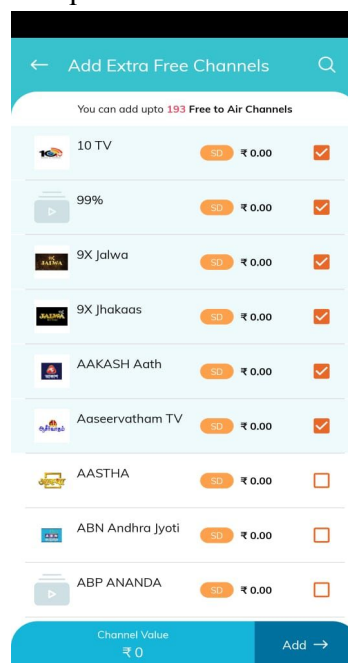 Add Extra Free Channels
You can add upto 193 Free to Air Channels
10 TV SD ₹ 0.00
99% SD ₹ 0.00
9X Jalwa SD ₹ 0.00
9X Jhakaas SD ₹ 0.00
AAKASH Aath SD ₹ 0.00
Aaseervatham TV SD ₹ 0.00
AASTHA SD ₹ 0.00
ABN Andhra Jyoti SD ₹ 0.00
ABP ANANDA SD ₹ 0.00
Channel Value
₹ 0
Add →